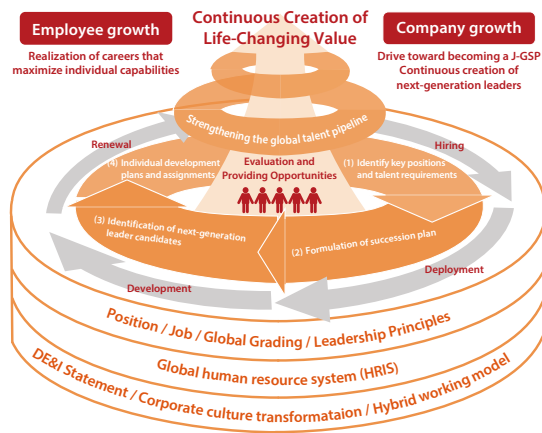 Employee growth
Continuous Creation of
Life-Changing Value
Company growth
Realization of careers that
maximize individual capabilities
Drive toward becoming a J-GSP
Continuous creation of
next-generation leaders
Strengthening the global talent pipeline
Renewal
Hiring
(4) Individual development
plans and assignments
Evaluation and
Providing Opportunities
(1) Identify key positions
and talent requirements
(3) Identification of next-generation
leader candidates
(2) Formulation of succession plan
Development
Deployment
Position / Job / Global Grading / Leadership Principles
Global human resource system (HRIS)
DE&I Statement / Corporate culture transformataion / Hybrid working model